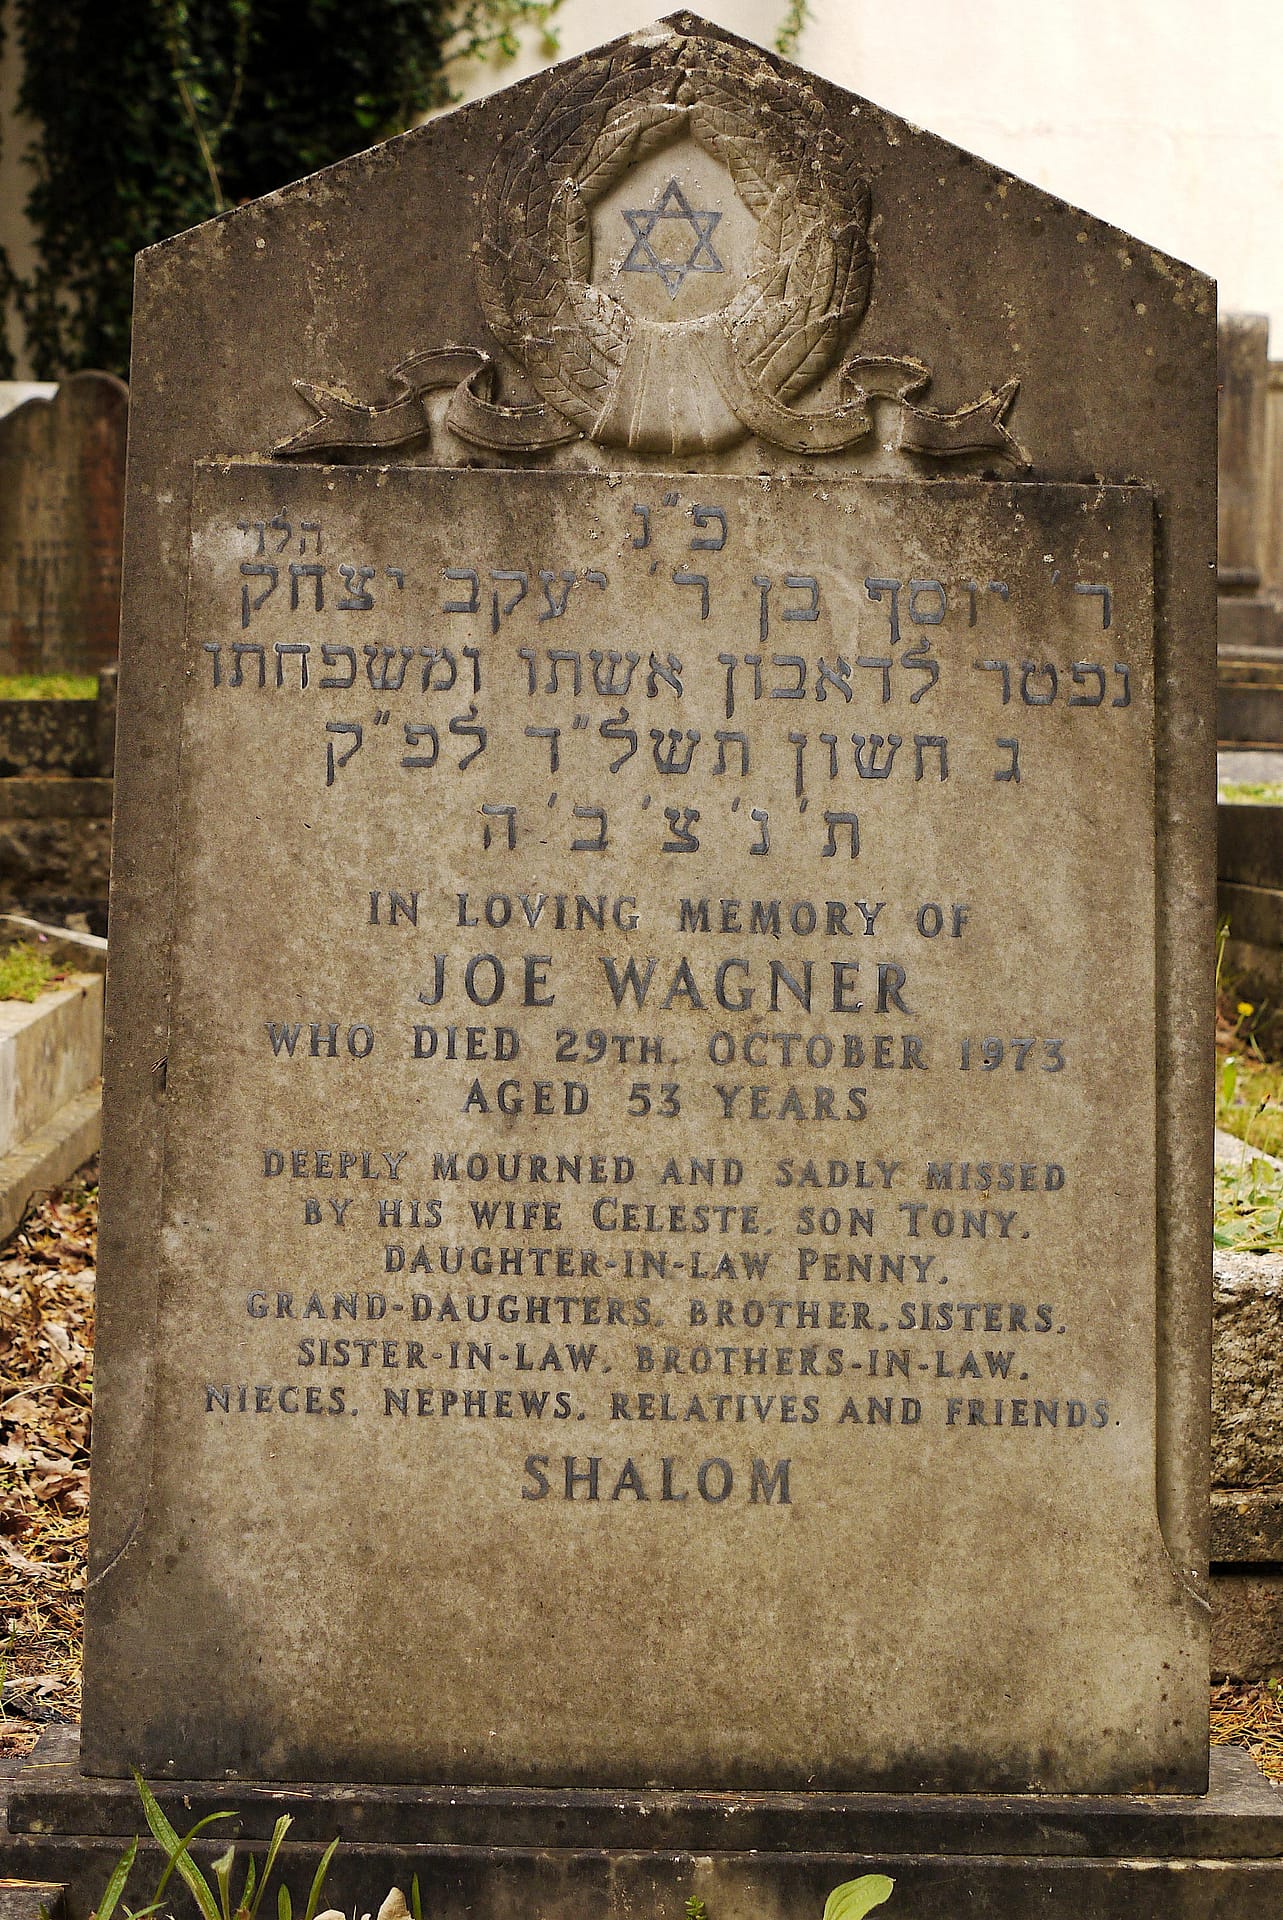 פ"נ
הלוי
ר' יוסף בן ר' יעקב יצחק
נפטר לדאבון אשתו ומשפחתו
ג חשון תשל"ד לפ"ק
ת'נ'צ'ב'ה
IN LOVING MEMORY OF
JOE WAGNER
WHO DIED 29TH. OCTOBER 1973
AGED 53 YEARS
DEEPLY MOURNED AND SADLY MISSED
BY HIS WIFE CELESTE, SON TONY,
DAUGHTER-IN-LAW PENNY,
GRAND-DAUGHTERS, BROTHER, SISTERS,
SISTER-IN-LAW, BROTHERS-IN-LAW,
NIECES, NEPHEWS, RELATIVES AND FRIENDS.
SHALOM